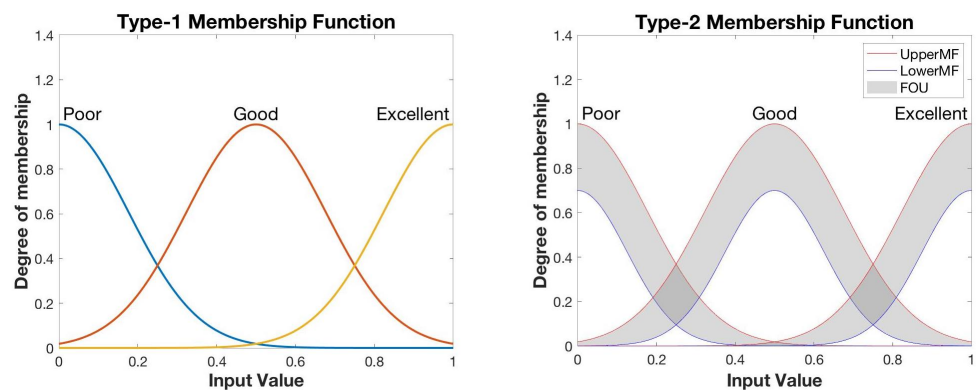 Type-1 Membership Function
1.4
1.2
1
0.8
0.6
0.4
0.2
0
Degree of membership
Poor
Good
Excellent
0 0.2 0.4 0.6 0.8 1
Input Value
Type-2 Membership Function
1.4
1.2
1
0.8
0.6
0.4
0.2
0
Degree of membership
UpperMF
LowerMF
FOU
Poor
Good
Excellent
0 0.2 0.4 0.6 0.8 1
Input Value